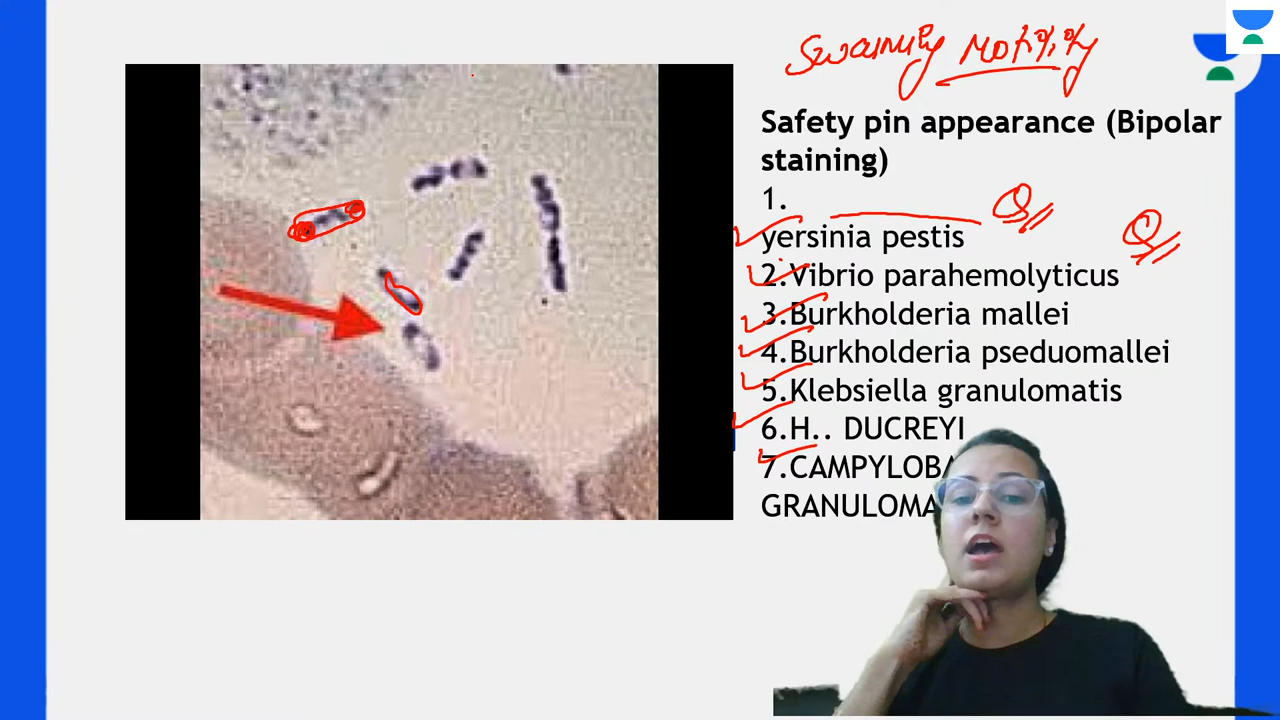 Swarming Motility
Safety pin appearance (Bipolar
staining)
1.
yersinia pestis
2.Vibrio parahemolyticus
3.Burkholderia mallei
4.Burkholderia pseduomallei
5.Klebsiella granulomatis
6.H.. DUCREYI
7.CAMPYLOBA
GRANULOMA